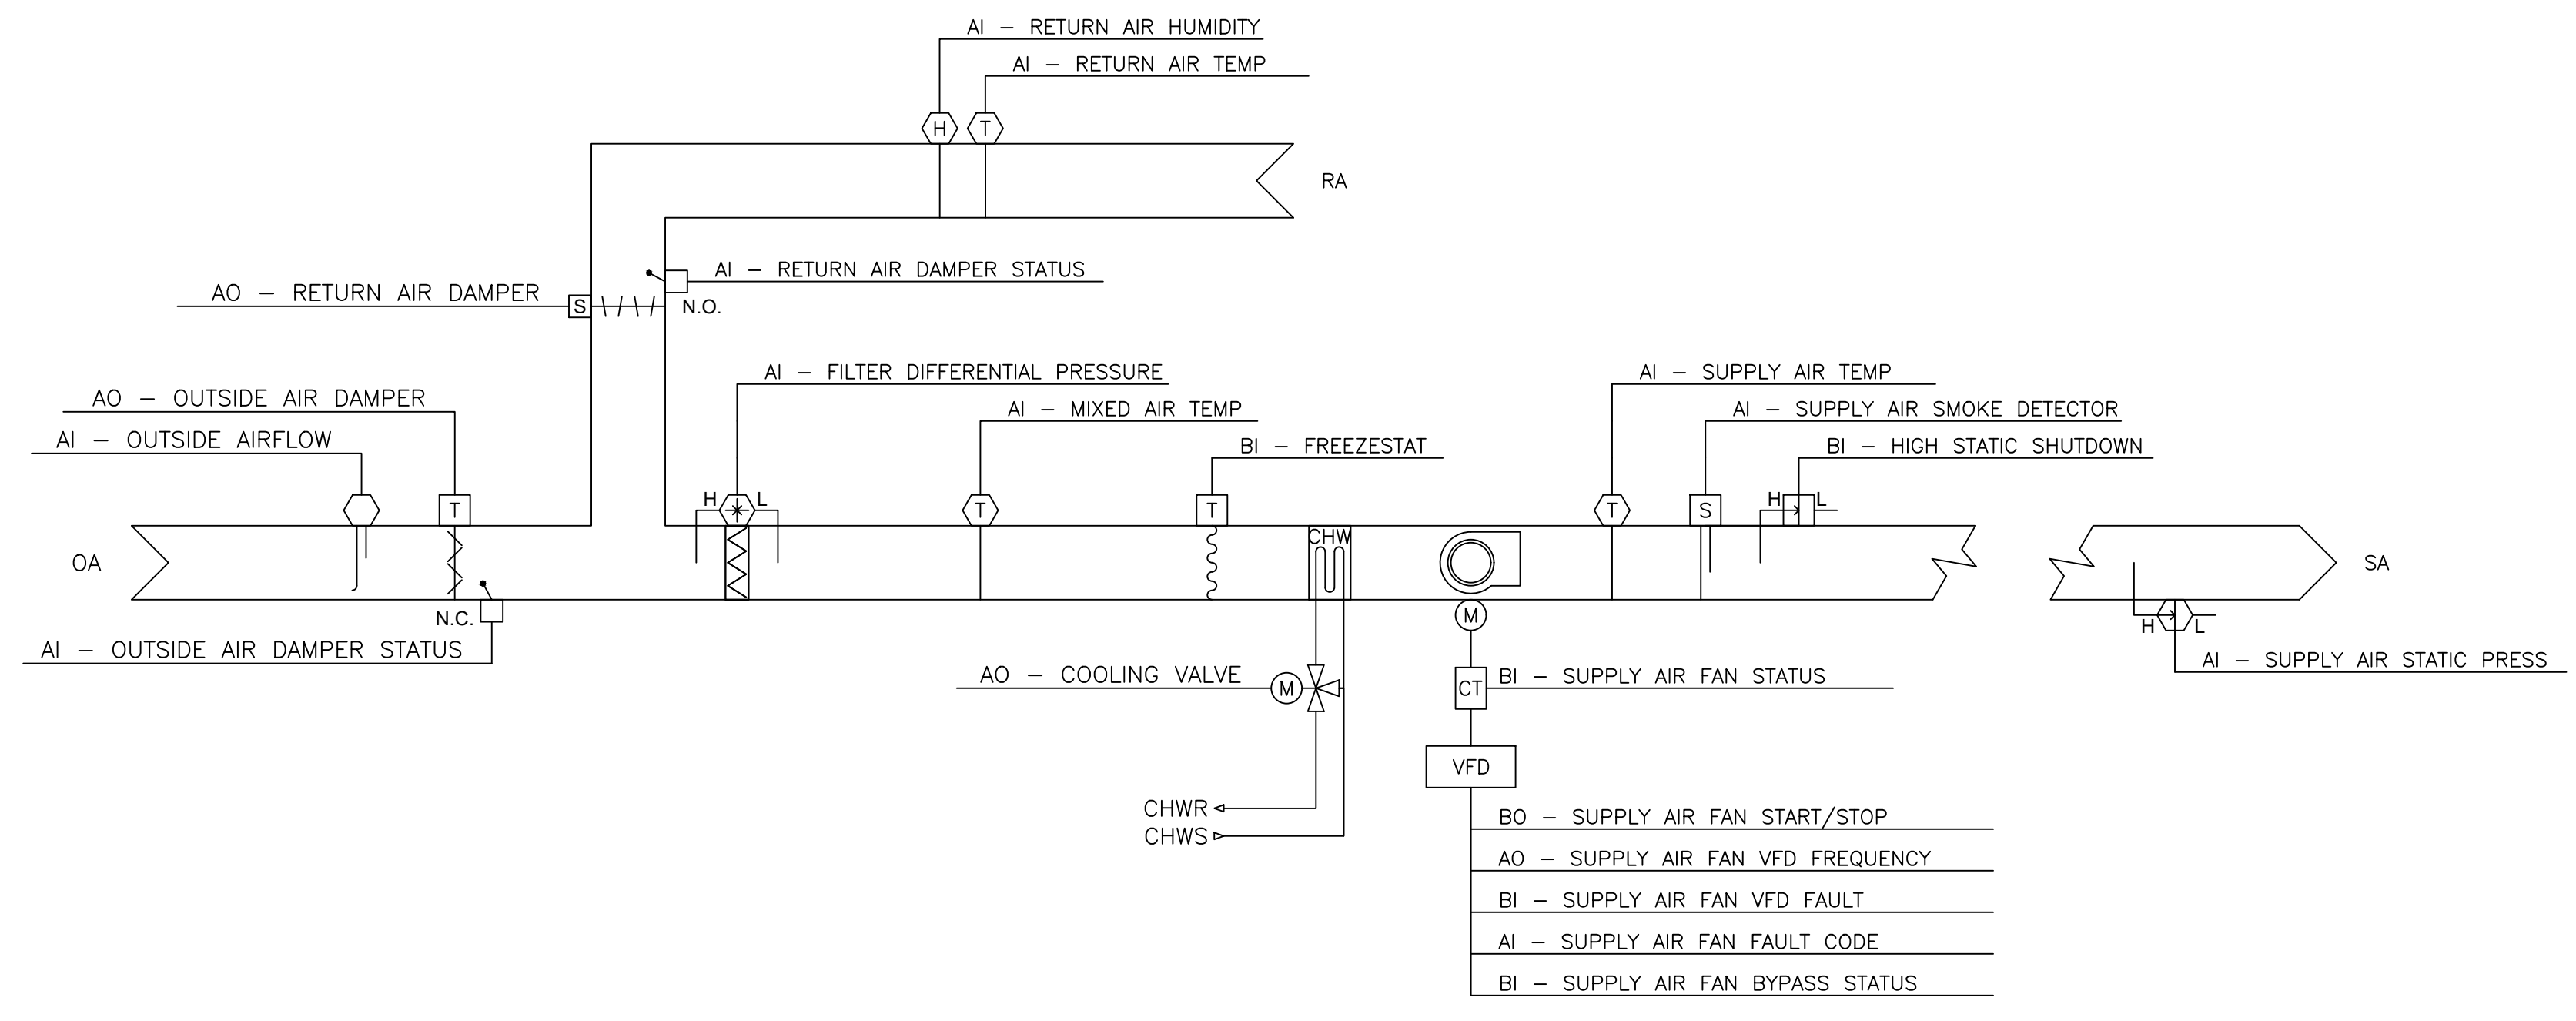 AI – RETURN AIR HUMIDITY
AI – RETURN AIR TEMP
H
T
RA
AI – RETURN AIR DAMPER STATUS
AO – RETURN AIR DAMPER
S
N.O.
AI – FILTER DIFFERENTIAL PRESSURE
AI – SUPPLY AIR TEMP
AO – OUTSIDE AIR DAMPER
AI – MIXED AIR TEMP
AI – SUPPLY AIR SMOKE DETECTOR
AI – OUTSIDE AIRFLOW
BI – FREEZESTAT
BI – HIGH STATIC SHUTDOWN
T
H
L
T
T
T
S
H
L
CHW
OA
SA
N.C.
M
H
L
AI – OUTSIDE AIR DAMPER STATUS
AI – SUPPLY AIR STATIC PRESS
AO – COOLING VALVE
M
CT
BI – SUPPLY AIR FAN STATUS
VFD
CHWR
CHWS
BO – SUPPLY AIR FAN START/STOP
AO – SUPPLY AIR FAN VFD FREQUENCY
BI – SUPPLY AIR FAN VFD FAULT
AI – SUPPLY AIR FAN FAULT CODE
BI – SUPPLY AIR FAN BYPASS STATUS